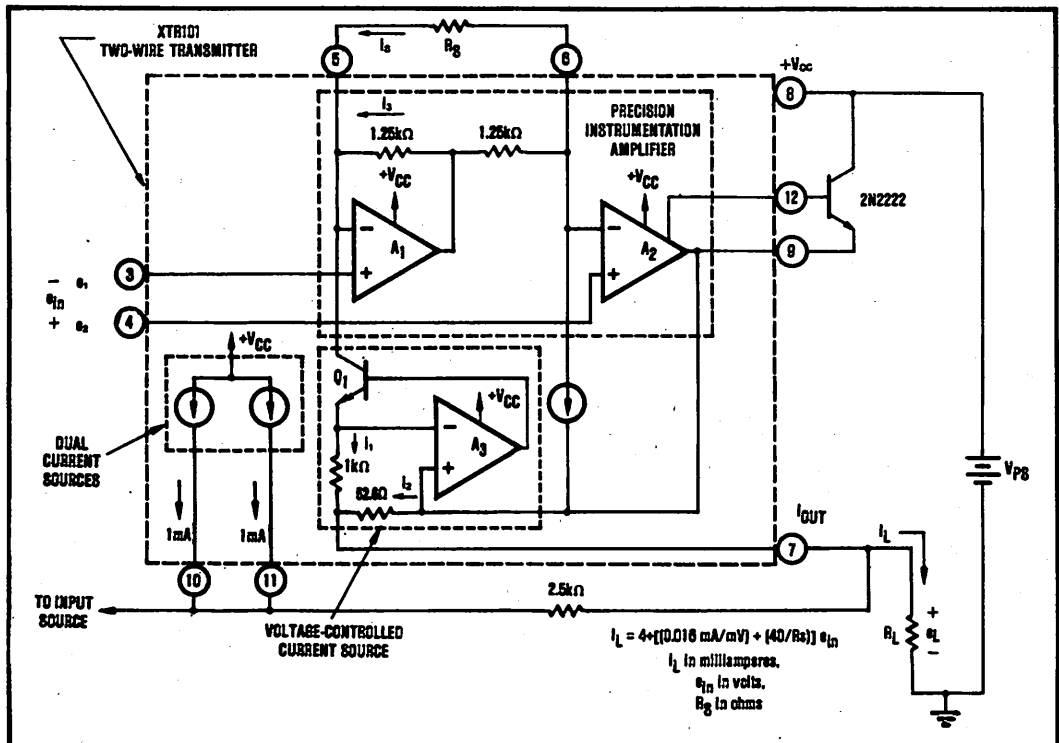 XTR101
TWO-WIRE TRANSMITTER
IS
RS
5
6
+VCC
8
I3
1.25kΩ
1.25kΩ
PRECISION
INSTRUMENTATION
AMPLIFIER
+VCC
+VCC
12
2N2222
−
A1
+
−
A2
+
9
3
− e1
ein
4
+ e2
+VCC
Q1
+VCC
−
A3
+
I1
1kΩ
I2
52.6Ω
DUAL
CURRENT
SOURCES
1mA
1mA
VPS
IOUT
7
IL
10
11
TO INPUT
SOURCE
2.5kΩ
VOLTAGE-CONTROLLED
CURRENT SOURCE
RL
+
eL
−
IL = 4+[(0.016 mA/mV) + (40/Rs)] ein
IL in milliamperes,
ein in volts,
RS in ohms